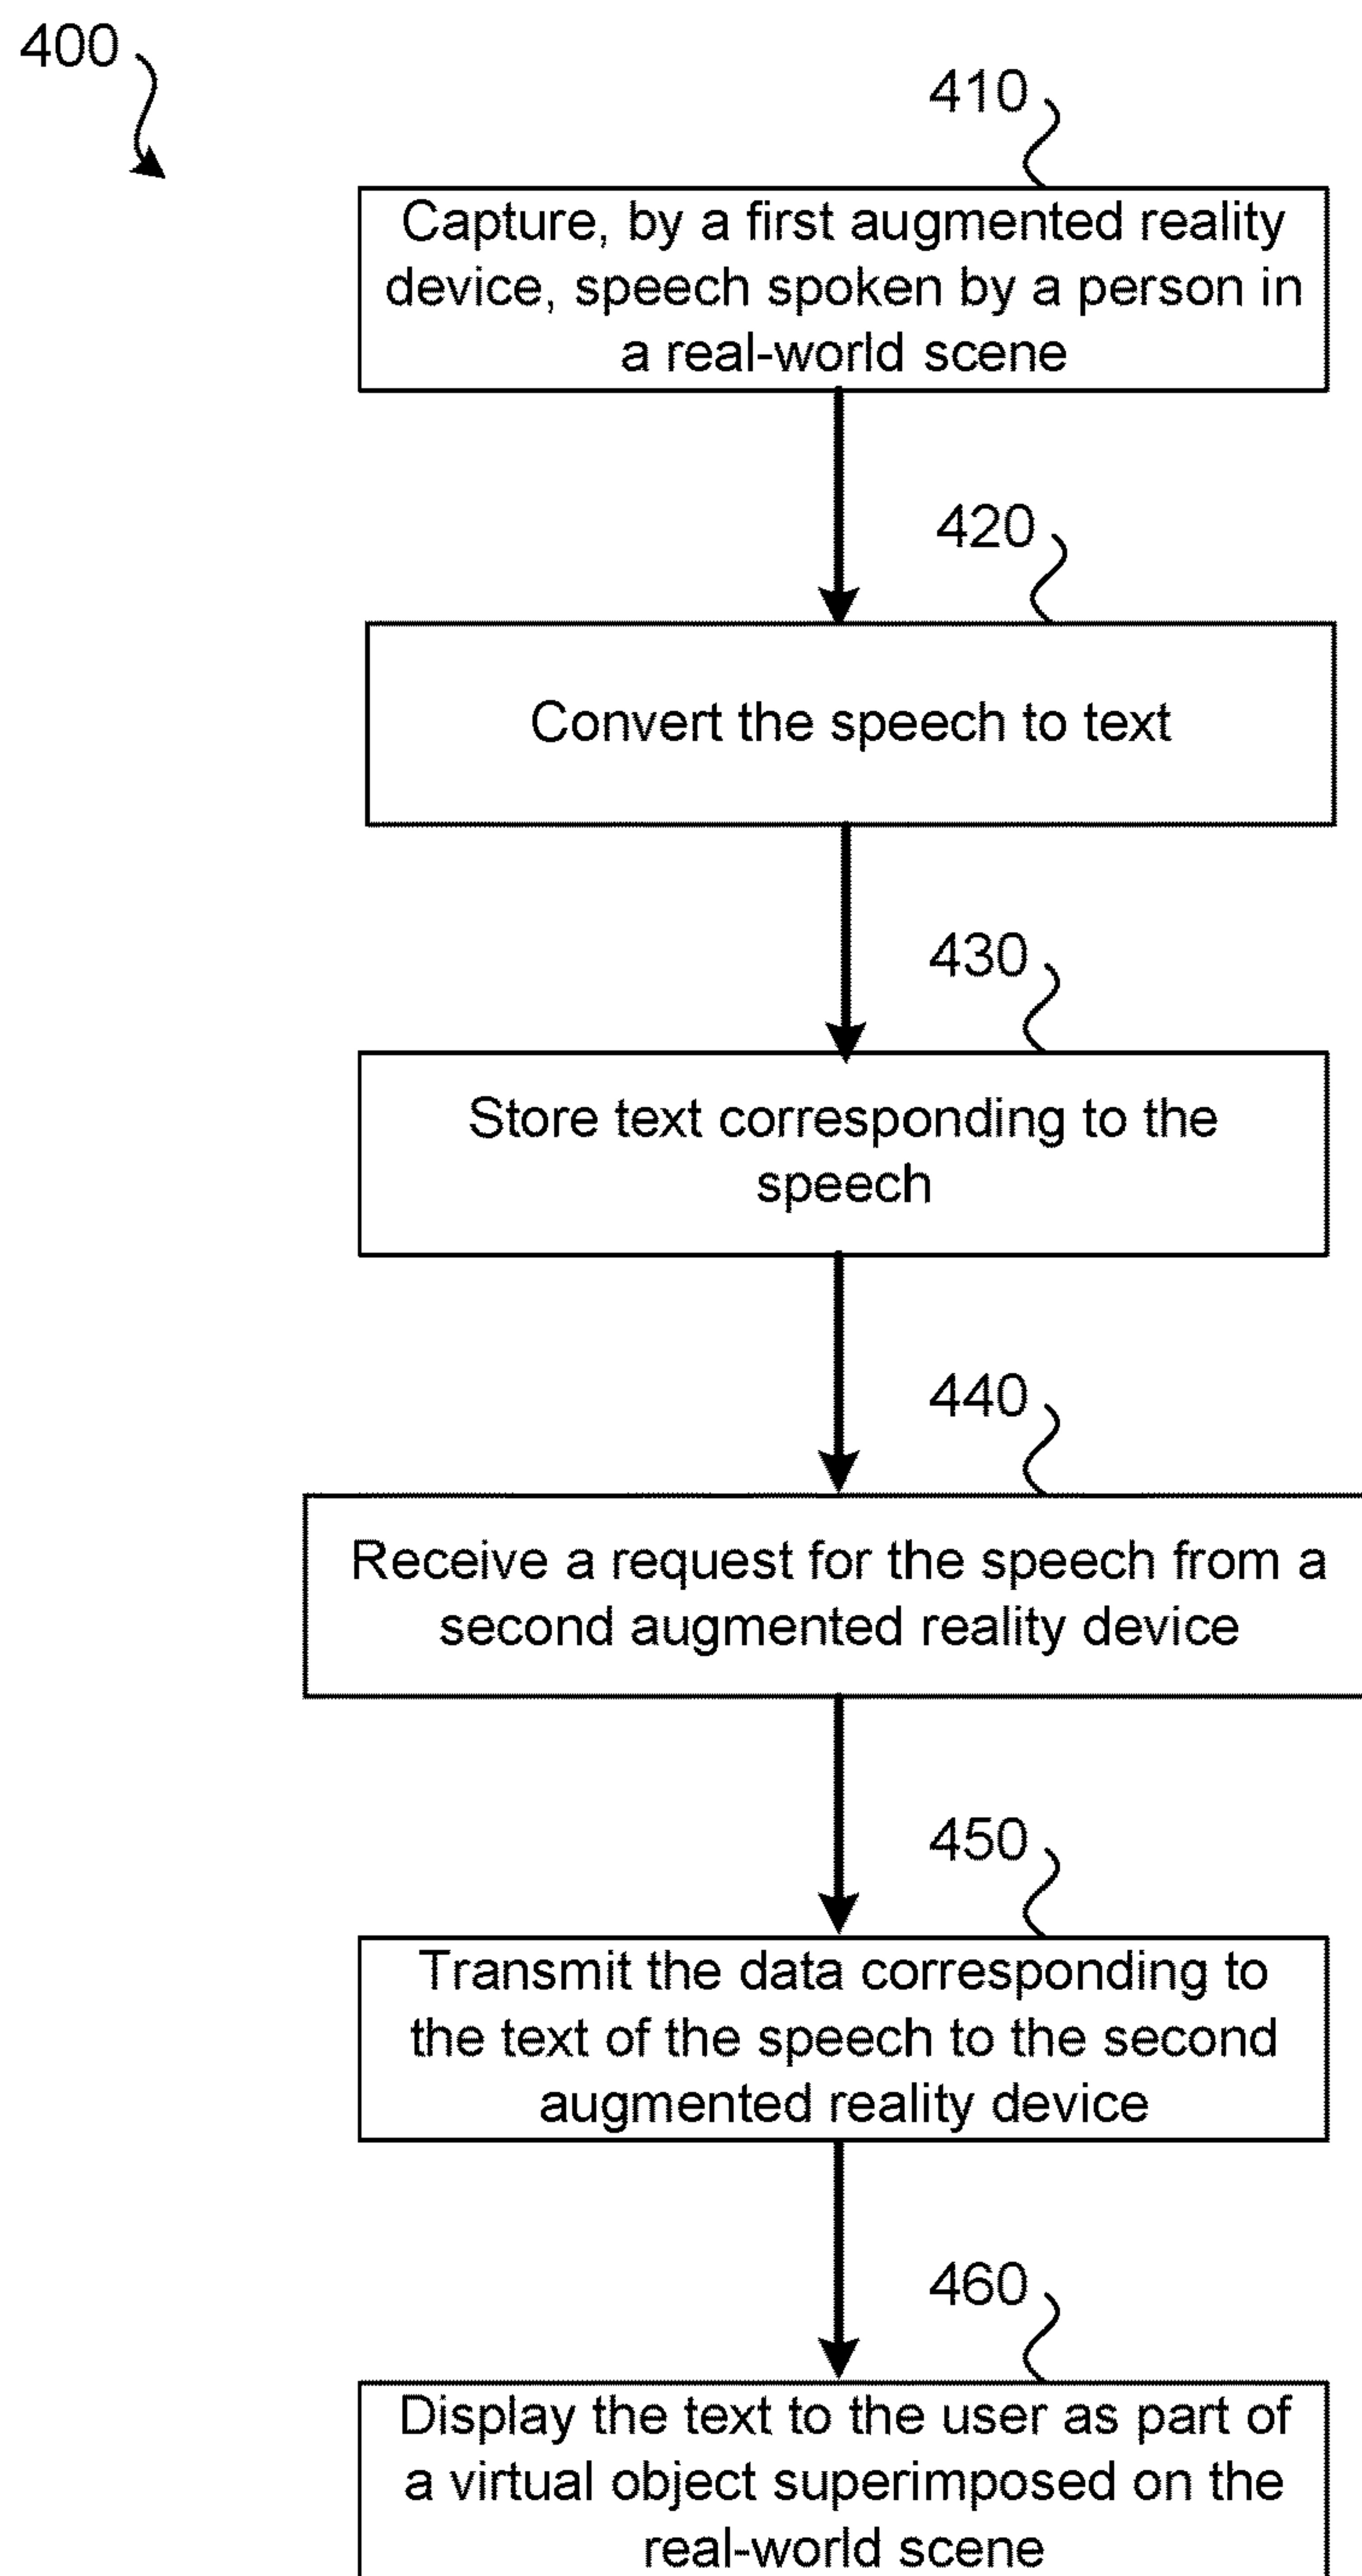 400
410
Capture, by a first augmented reality
device, speech spoken by a person in
a real-world scene
420
Convert the speech to text
430
Store text corresponding to the
speech
440
Receive a request for the speech from a
second augmented reality device
450
Transmit the data corresponding to
the text of the speech to the second
augmented reality device
460
Display the text to the user as part of
a virtual object superimposed on the
real-world scene